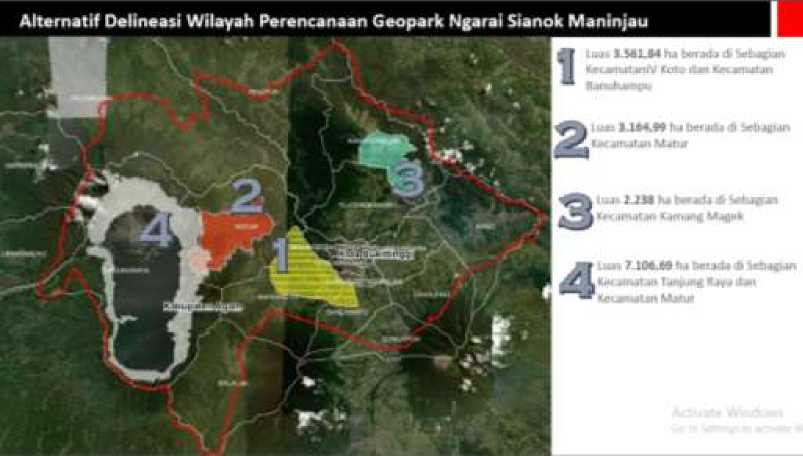 Alternatif Delineasi Wilayah Perencanaan Geopark Ngarai Sianok Maninjau
1
Luas 3.561,84 ha berada di Sebagian
KecamatanIV Koto dan Kecamatan
Banuhampu
2
Luas 3.164,99 ha berada di Sebagian
Kecamatan Matur
3
Luas 2.238 ha berada di Sebagian
Kecamatan Kamang Magek
4
Luas 7.106,69 ha berada di Sebagian
Kecamatan Tanjung Raya dan
Kecamatan Matur
3
2
4
1
Kota Bukittinggi
Kabupaten Agam
Activate Windows
Go to Settings to activate W